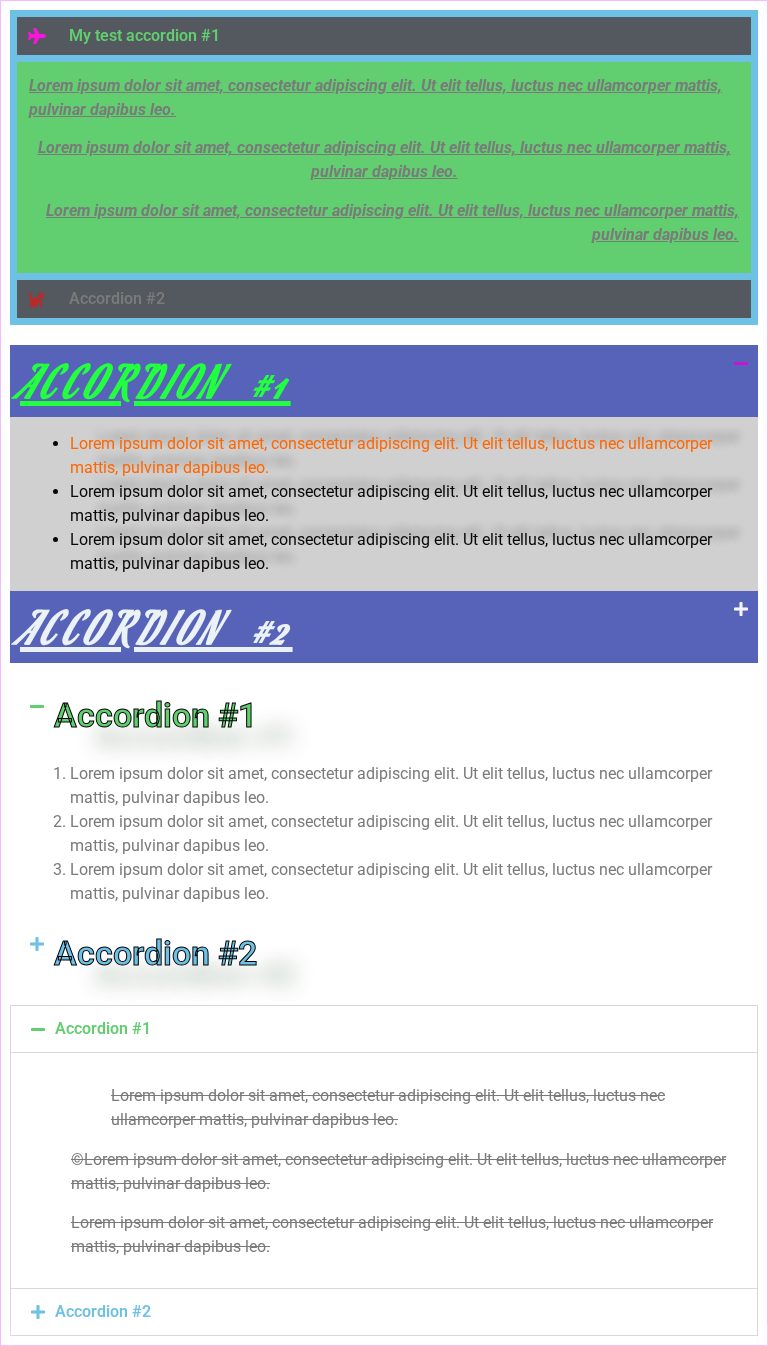 My test accordion #1
Lorem ipsum dolor sit amet, consectetur adipiscing elit. Ut elit tellus, luctus nec ullamcorper mattis,
pulvinar dapibus leo.
Lorem ipsum dolor sit amet, consectetur adipiscing elit. Ut elit tellus, luctus nec ullamcorper mattis,
pulvinar dapibus leo.
Lorem ipsum dolor sit amet, consectetur adipiscing elit. Ut elit tellus, luctus nec ullamcorper mattis,
pulvinar dapibus leo.
Accordion #2
ACCORDION #1
• Lorem ipsum dolor sit amet, consectetur adipiscing elit. Ut elit tellus, luctus nec ullamcorper
mattis, pulvinar dapibus leo.
• Lorem ipsum dolor sit amet, consectetur adipiscing elit. Ut elit tellus, luctus nec ullamcorper
mattis, pulvinar dapibus leo.
• Lorem ipsum dolor sit amet, consectetur adipiscing elit. Ut elit tellus, luctus nec ullamcorper
mattis, pulvinar dapibus leo.
ACCORDION #2
Accordion #1
1. Lorem ipsum dolor sit amet, consectetur adipiscing elit. Ut elit tellus, luctus nec ullamcorper
mattis, pulvinar dapibus leo.
2. Lorem ipsum dolor sit amet, consectetur adipiscing elit. Ut elit tellus, luctus nec ullamcorper
mattis, pulvinar dapibus leo.
3. Lorem ipsum dolor sit amet, consectetur adipiscing elit. Ut elit tellus, luctus nec ullamcorper
mattis, pulvinar dapibus leo.
Accordion #2
Accordion #1
Lorem ipsum dolor sit amet, consectetur adipiscing elit. Ut elit tellus, luctus nec
ullamcorper mattis, pulvinar dapibus leo.
©Lorem ipsum dolor sit amet, consectetur adipiscing elit. Ut elit tellus, luctus nec ullamcorper
mattis, pulvinar dapibus leo.
Lorem ipsum dolor sit amet, consectetur adipiscing elit. Ut elit tellus, luctus nec ullamcorper
mattis, pulvinar dapibus leo.
Accordion #2